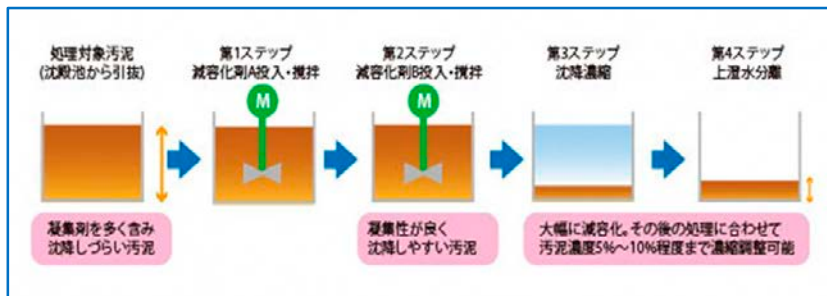 処理対象汚泥
(沈殿池から引抜)
第1ステップ
減容化剤A投入・撹拌
第2ステップ
減容化剤B投入・撹拌
第3ステップ
沈降濃縮
第4ステップ
上澄水分離
M
M
凝集剤を多く含み
沈降しづらい汚泥
凝集性が良く
沈降しやすい汚泥
大幅に減容化。その後の処理に合わせて
汚泥濃度5%～10%程度まで濃縮調整可能